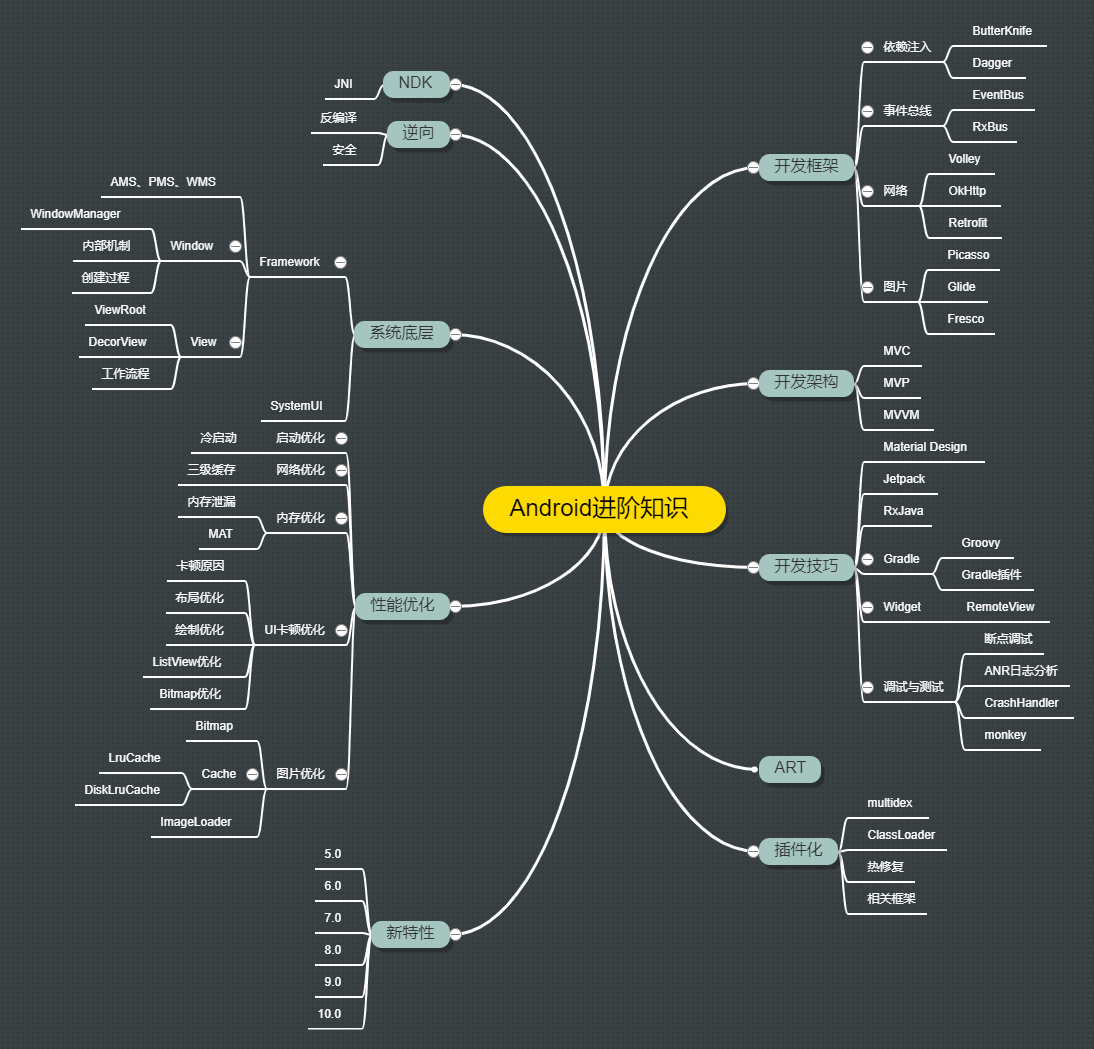 Android进阶知识
开发框架
依赖注入
ButterKnife
Dagger
事件总线
EventBus
RxBus
网络
Volley
OkHttp
Retrofit
图片
Picasso
Glide
Fresco
开发架构
MVC
MVP
MVVM
开发技巧
Material Design
Jetpack
RxJava
Gradle
Groovy
Gradle插件
Widget
RemoteView
调试与测试
断点调试
ANR日志分析
CrashHandler
monkey
ART
插件化
multidex
ClassLoader
热修复
相关框架
NDK
JNI
逆向
反编译
安全
系统底层
Framework
AMS、PMS、WMS
Window
WindowManager
内部机制
创建过程
View
ViewRoot
DecorView
工作流程
SystemUI
性能优化
启动优化
冷启动
网络优化
三级缓存
内存优化
内存泄漏
MAT
UI卡顿优化
卡顿原因
布局优化
绘制优化
ListView优化
Bitmap优化
图片优化
Bitmap
Cache
LruCache
DiskLruCache
ImageLoader
新特性
5.0
6.0
7.0
8.0
9.0
10.0